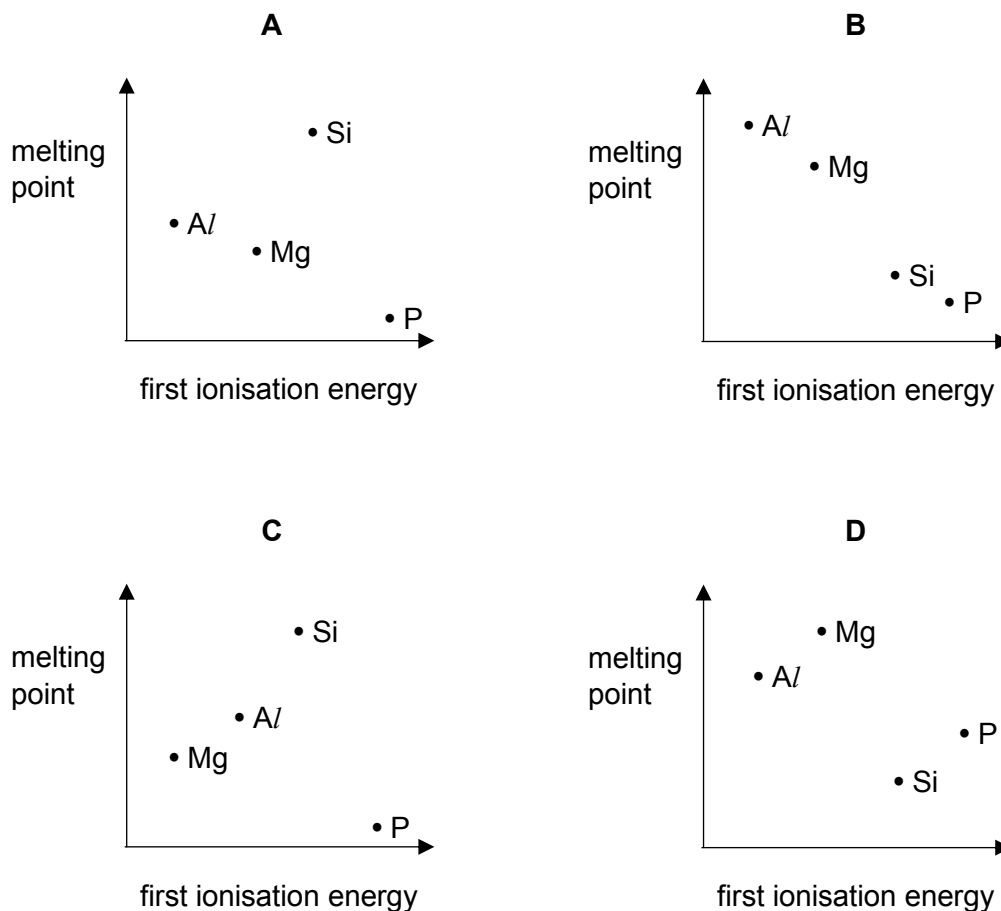 A
melting
point
Si
Al
Mg
P
first ionisation energy
B
melting
point
Al
Mg
Si
P
first ionisation energy
C
melting
point
Si
Al
Mg
P
first ionisation energy
D
melting
point
Mg
Al
P
Si
first ionisation energy